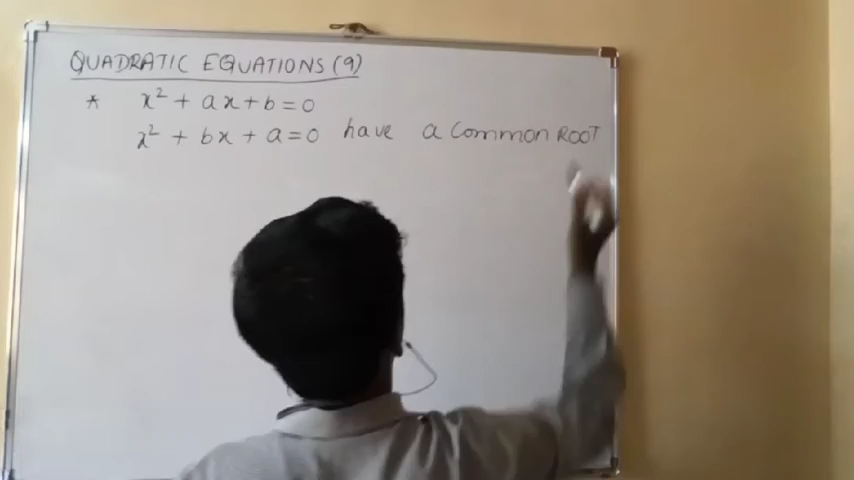 QUADRATIC EQUATIONS (9)
* x² + ax + b = 0
x² + bx + a = 0 have a common ROOT